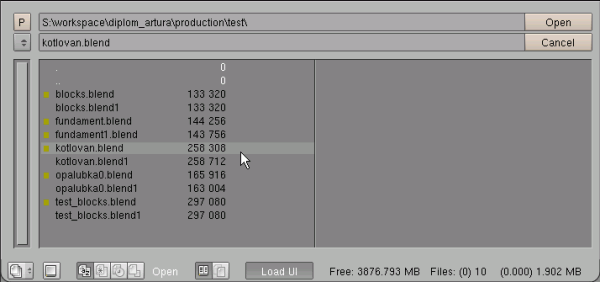 P S:\workspace\diplom_artura\production\test\ Open
kotlovan.blend Cancel
. 0
.. 0
blocks.blend 133 320
blocks.blend1 133 320
fundament.blend 144 256
fundament1.blend 143 756
kotlovan.blend 258 308
kotlovan.blend1 258 712
opalubka0.blend 165 916
opalubka0.blend1 163 004
test_blocks.blend 297 080
test_blocks.blend1 297 080
Open Load UI Free: 3876.793 MB Files: (0) 10 (0.000) 1.902 MB